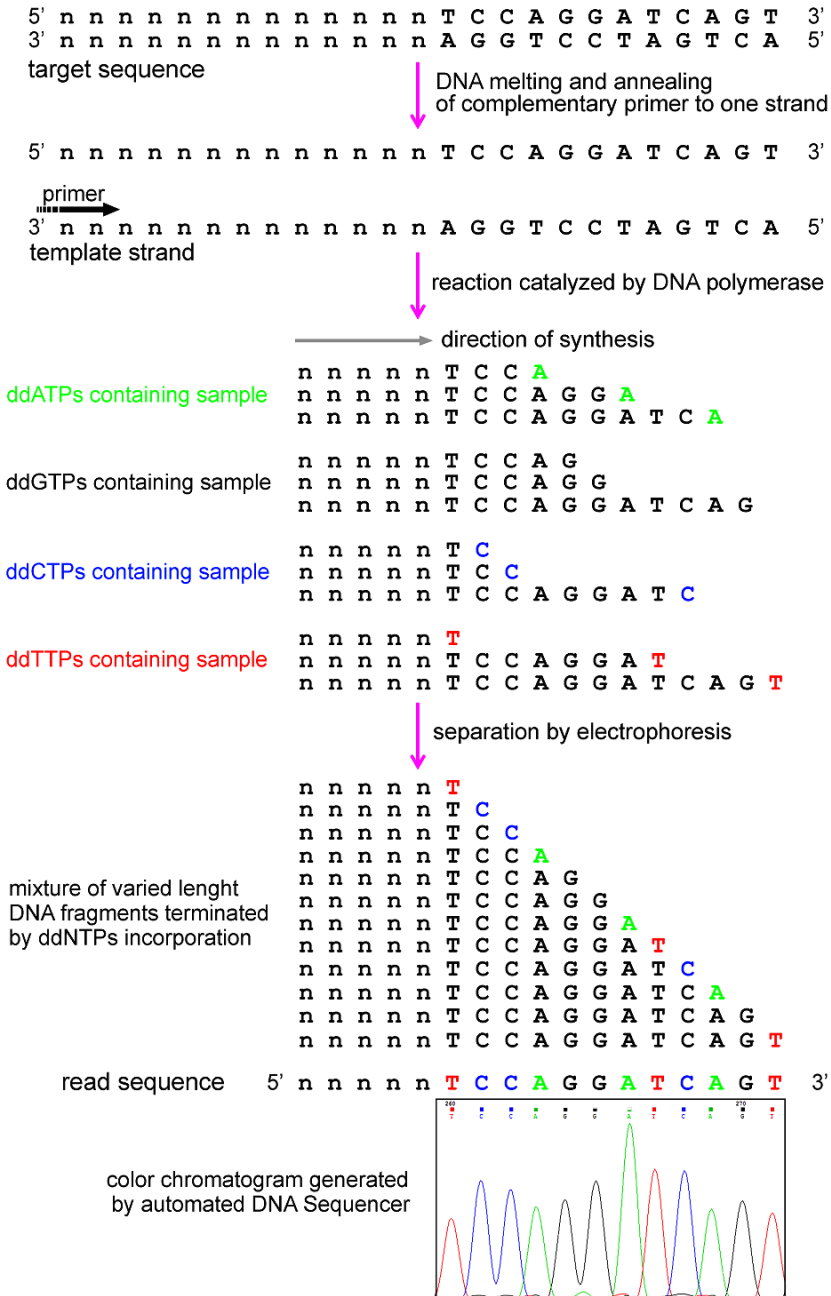 5’ n n n n n n n n n n n n n T C C A G G A T C A G T 3’
3’ n n n n n n n n n n n n n A G G T C C T A G T C A 5’
target sequence
DNA melting and annealing
of complementary primer to one strand
5’ n n n n n n n n n n n n n T C C A G G A T C A G T 3’
primer
3’ n n n n n n n n n n n n n A G G T C C T A G T C A 5’
template strand
reaction catalyzed by DNA polymerase
direction of synthesis
ddATPs containing sample
n n n n n T C C A
n n n n n T C C A G G A
n n n n n T C C A G G A T C A
ddGTPs containing sample
n n n n n T C C A G
n n n n n T C C A G G
n n n n n T C C A G G A T C A G
ddCTPs containing sample
n n n n n T C
n n n n n T C C
n n n n n T C C A G G A T C
ddTTPs containing sample
n n n n n T
n n n n n T C C A G G A T
n n n n n T C C A G G A T C A G T
separation by electrophoresis
mixture of varied lenght
DNA fragments terminated
by ddNTPs incorporation
n n n n n T
n n n n n T C
n n n n n T C C
n n n n n T C C A
n n n n n T C C A G
n n n n n T C C A G G
n n n n n T C C A G G A
n n n n n T C C A G G A T
n n n n n T C C A G G A T C
n n n n n T C C A G G A T C A
n n n n n T C C A G G A T C A G
n n n n n T C C A G G A T C A G T
read sequence 5’ n n n n n T C C A G G A T C A G T 3’
260 270
T C C A G G A T C A G T
color chromatogram generated
by automated DNA Sequencer